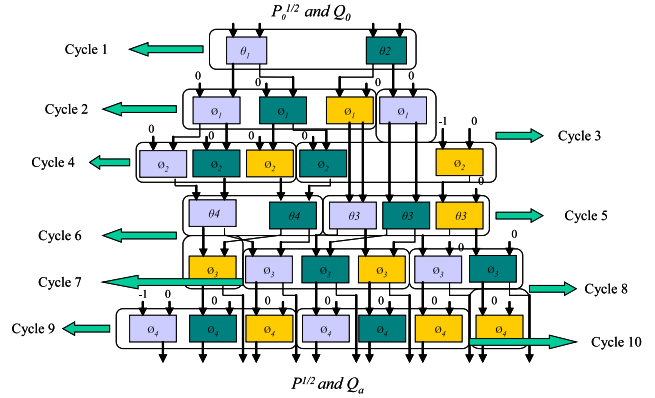 P₀^1/2 and Q₀
Cycle 1 θ₁ θ2
0 0 0 0
Cycle 2 Ø₁ Ø₁ Ø₁ Ø₁
0 0 0 0 -1 0 Cycle 3
Cycle 4 Ø₂ Ø₂ Ø₂ Ø₂ Ø₂
0
θ4 θ4 θ3 θ3 θ3 Cycle 5
Cycle 6
0 0
Ø₃ Ø₃ Ø₃ Ø₃ Ø₃ Ø₃
Cycle 7 Cycle 8
-1 0 0 0 0 0 0 0
Cycle 9 Ø₄ Ø₄ Ø₄ Ø₄ Ø₄ Ø₄ Ø₄
Cycle 10
P^1/2 and Qₐ